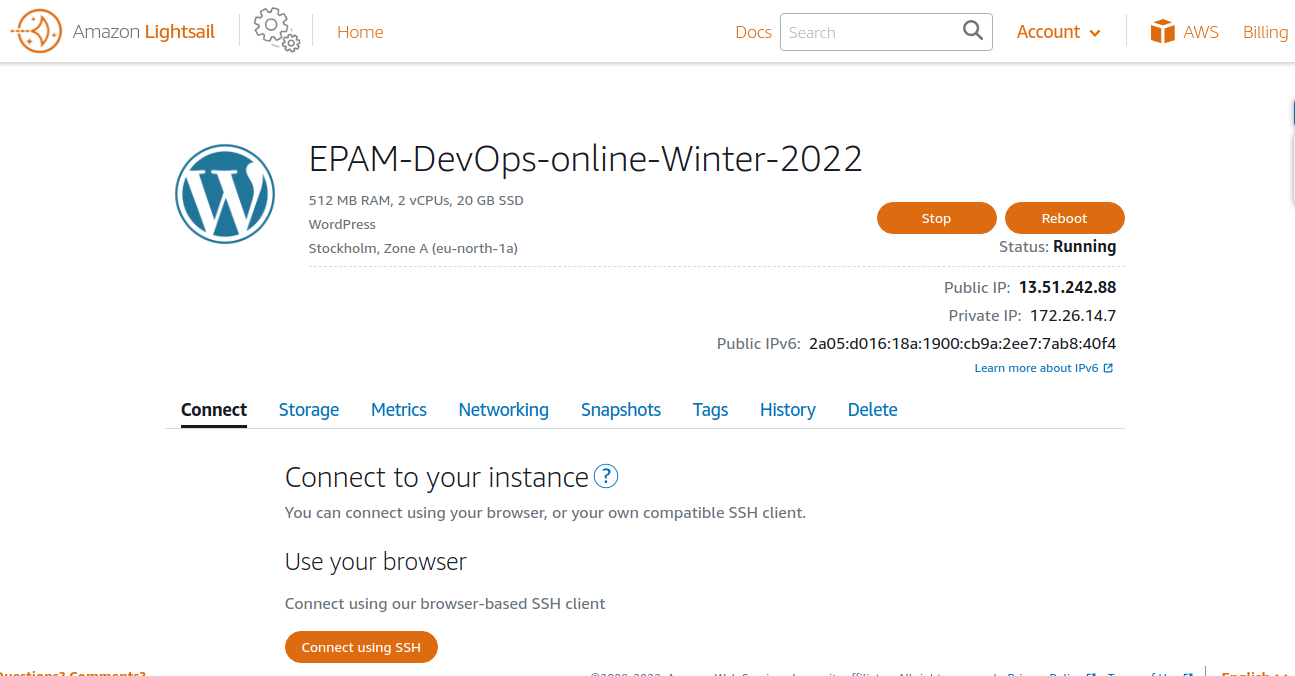 Amazon Lightsail
Home
Docs
Search
Account
AWS
Billing
EPAM-DevOps-online-Winter-2022
512 MB RAM, 2 vCPUs, 20 GB SSD
WordPress
Stockholm, Zone A (eu-north-1a)
Stop
Reboot
Status: Running
Public IP: 13.51.242.88
Private IP: 172.26.14.7
Public IPv6: 2a05:d016:18a:1900:cb9a:2ee7:7ab8:40f4
Learn more about IPv6
Connect Storage Metrics Networking Snapshots Tags History Delete
Connect to your instance ?
You can connect using your browser, or your own compatible SSH client.
Use your browser
Connect using our browser-based SSH client
Connect using SSH
Questions? Comments?
English